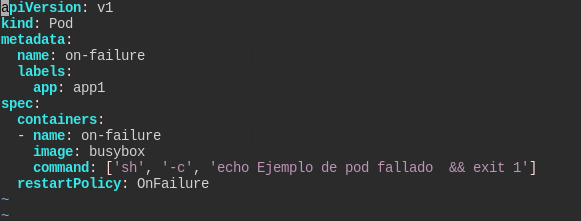 apiVersion: v1
kind: Pod
metadata:
  name: on-failure
  labels:
    app: app1
spec:
  containers:
  - name: on-failure
    image: busybox
    command: ['sh', '-c', 'echo Ejemplo de pod fallado  && exit 1']
  restartPolicy: OnFailure
~
~